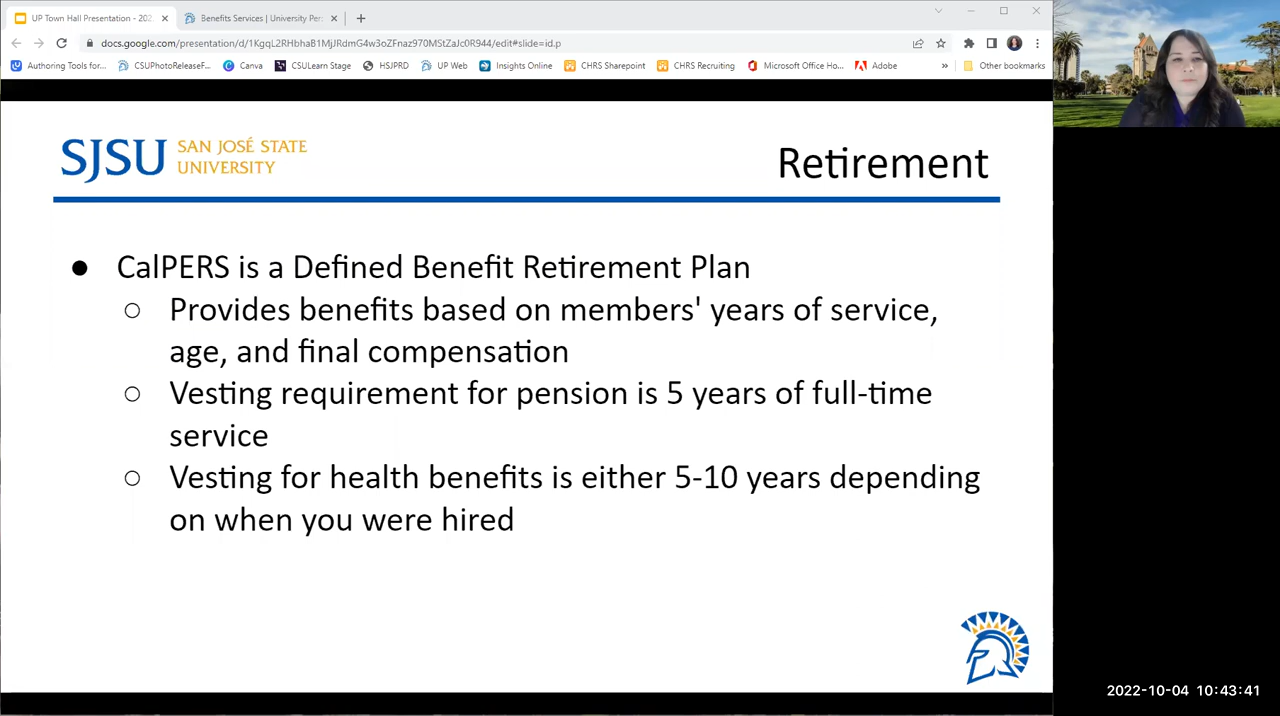 UP Town Hall Presentation - 202
Benefits Services | University Per
docs.google.com/presentation/d/1KgqL2RHbhaB1MjJRdmG4w3oZFnaz970MStZaJc0R944/edit#slide=id.p
Authoring Tools for... CSUPhotoReleaseF... Canva CSULearn Stage HSJPRD UP Web Insights Online CHRS Sharepoint CHRS Recruiting Microsoft Office Ho... Adobe » Other bookmarks
SJSU SAN JOSÉ STATE
UNIVERSITY
Retirement
● CalPERS is a Defined Benefit Retirement Plan
○ Provides benefits based on members' years of service,
age, and final compensation
○ Vesting requirement for pension is 5 years of full-time
service
○ Vesting for health benefits is either 5-10 years depending
on when you were hired
2022-10-04 10:43:41